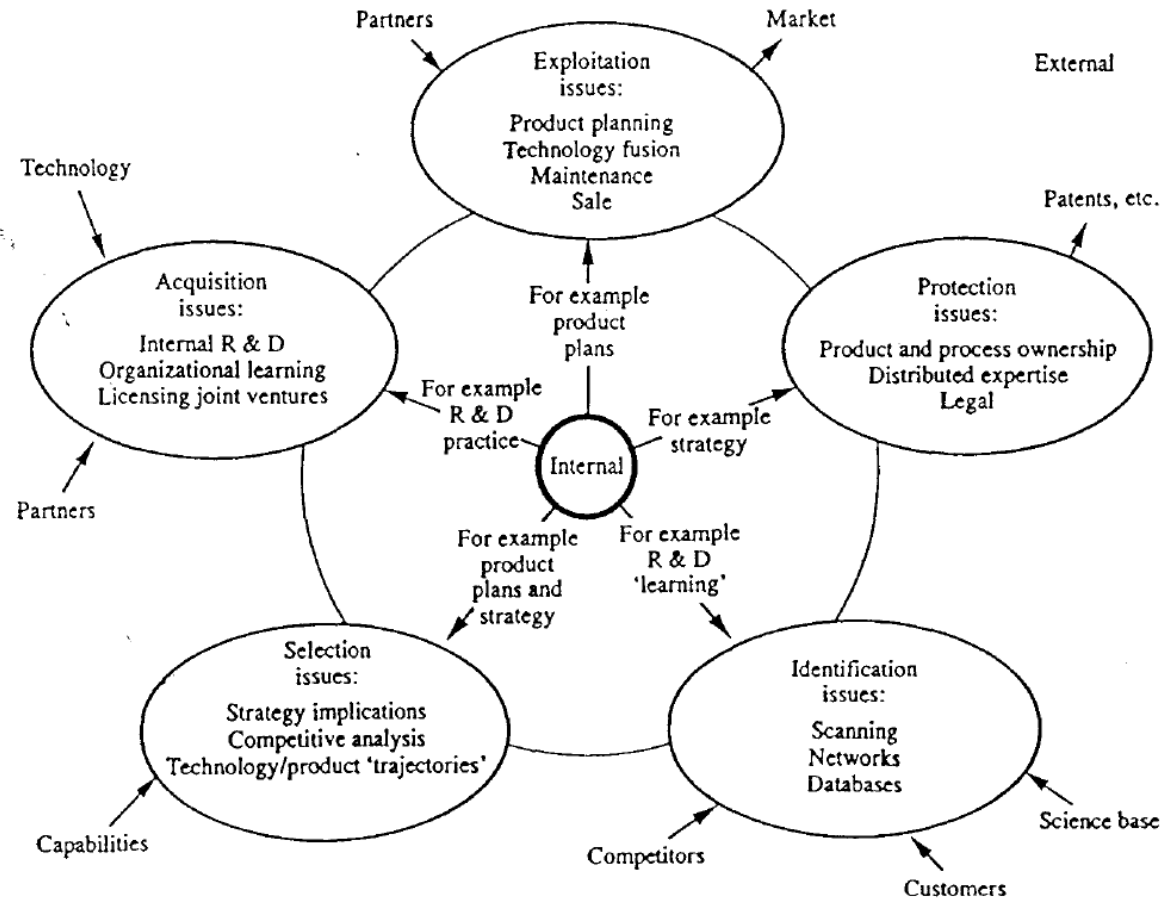 Partners
Market
External
Exploitation
issues:
Product planning
Technology fusion
Maintenance
Sale
Technology
Patents, etc.
Acquisition
issues:
Internal R & D
Organizational learning
Licensing joint ventures
For example
product
plans
Protection
issues:
Product and process ownership
Distributed expertise
Legal
For example
R & D
practice
For example
strategy
Internal
Partners
For example
product
plans and
strategy
For example
R & D
‘learning’
Selection
issues:
Strategy implications
Competitive analysis
Technology/product ‘trajectories’
Identification
issues:
Scanning
Networks
Databases
Capabilities
Competitors
Science base
Customers